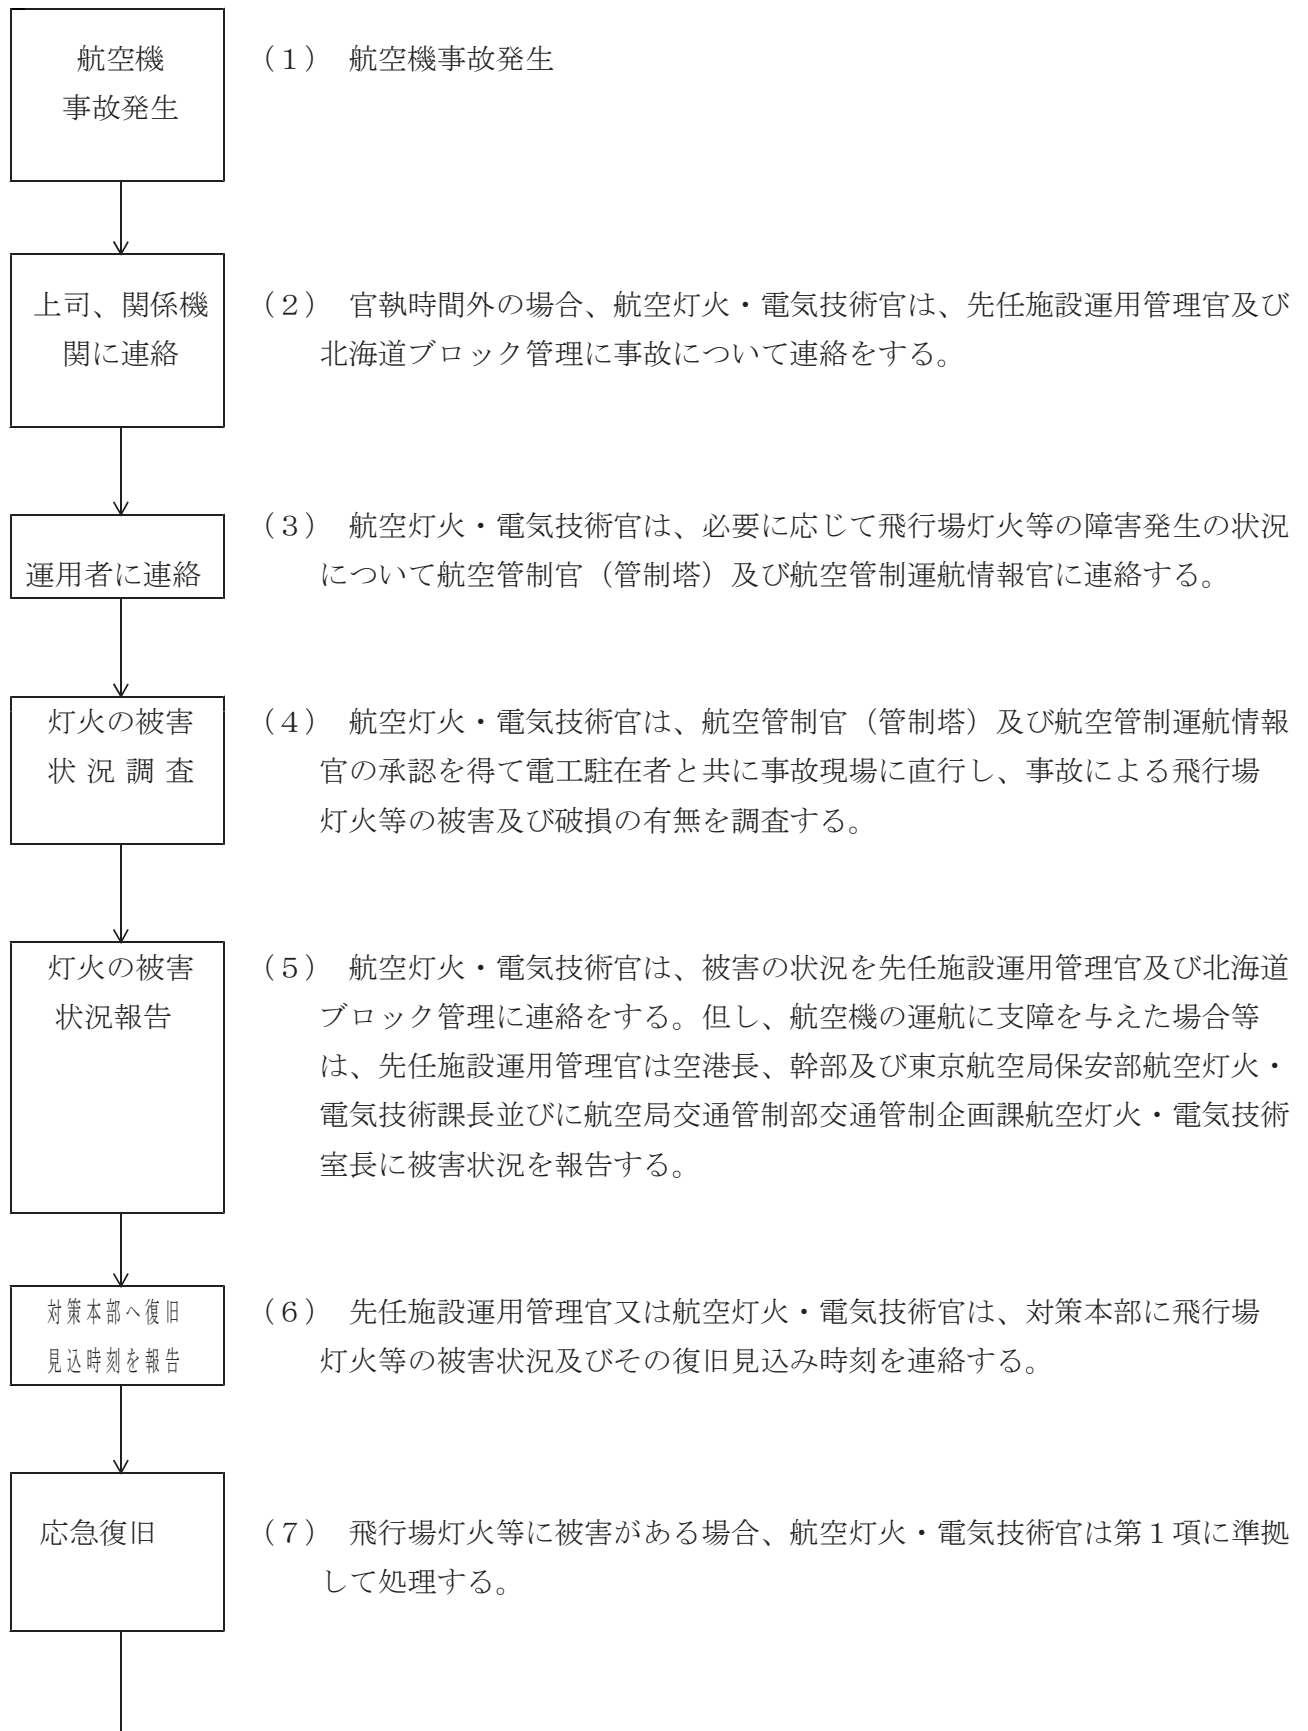 航空機
事故発生
（１）　航空機事故発生
上司、関係機
関に連絡
（２）　官執時間外の場合、航空灯火・電気技術官は、先任施設運用管理官及び
北海道ブロック管理に事故について連絡をする。
運用者に連絡
（３）　航空灯火・電気技術官は、必要に応じて飛行場灯火等の障害発生の状況
について航空管制官（管制塔）及び航空管制運航情報官に連絡する。
灯火の被害
状 況 調 査
（４）　航空灯火・電気技術官は、航空管制官（管制塔）及び航空管制運航情報
官の承認を得て電工駐在者と共に事故現場に直行し、事故による飛行場
灯火等の被害及び破損の有無を調査する。
灯火の被害
状況報告
（５）　航空灯火・電気技術官は、被害の状況を先任施設運用管理官及び北海道
ブロック管理に連絡をする。但し、航空機の運航に支障を与えた場合等
は、先任施設運用管理官は空港長、幹部及び東京航空局保安部航空灯火・
電気技術課長並びに航空局交通管制部交通管制企画課航空灯火・電気技術
室長に被害状況を報告する。
対策本部へ復旧
見込時刻を報告
（６）　先任施設運用管理官又は航空灯火・電気技術官は、対策本部に飛行場
灯火等の被害状況及びその復旧見込み時刻を連絡する。
応急復旧
（７）　飛行場灯火等に被害がある場合、航空灯火・電気技術官は第１項に準拠
して処理する。